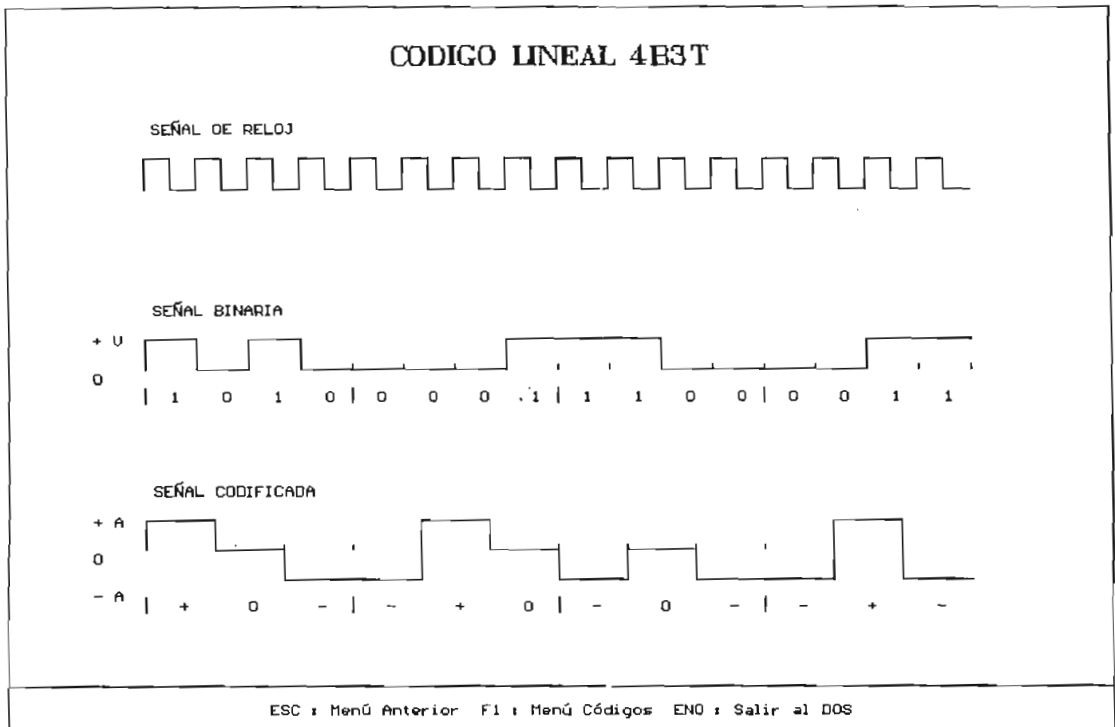 CODIGO LINEAL 4B3T
SEÑAL DE RELOJ
SEÑAL BINARIA
+ V
0
| 1 0 1 0 | 0 0 0 1 | 1 1 0 0 | 0 0 1 1
SEÑAL CODIFICADA
+ A
0
- A
| + 0 - | - + 0 | - 0 - | - + -
ESC : Menú Anterior F1 : Menú Códigos END : Salir al DOS